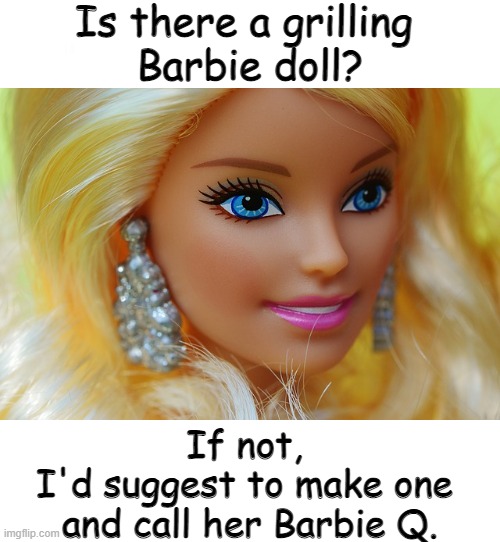 Is there a grilling
Barbie doll?
If not,
I'd suggest to make one
and call her Barbie Q.
imgflip.com